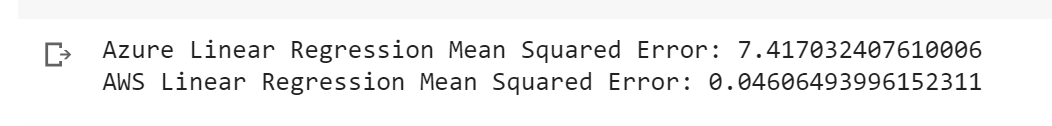 Azure Linear Regression Mean Squared Error: 7.417032407610006
AWS Linear Regression Mean Squared Error: 0.04606493996152311